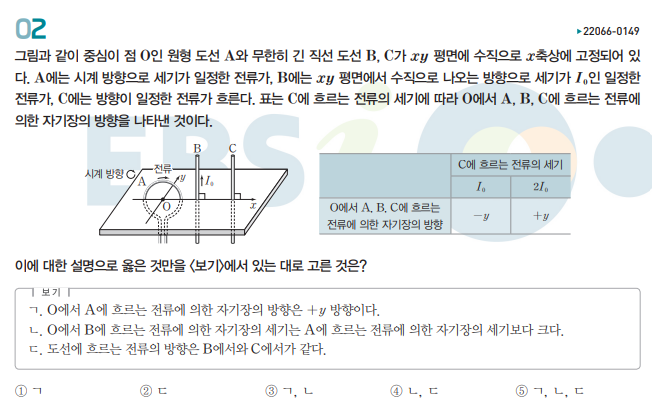 02
▶22066-0149
그림과 같이 중심이 점 O인 원형 도선 A와 무한히 긴 직선 도선 B, C가 xy 평면에 수직으로 x축상에 고정되어 있
다. A에는 시계 방향으로 세기가 일정한 전류가, B에는 xy 평면에서 수직으로 나오는 방향으로 세기가 I₀인 일정한
전류가, C에는 방향이 일정한 전류가 흐른다. 표는 C에 흐르는 전류의 세기에 따라 O에서 A, B, C에 흐르는 전류에
의한 자기장의 방향을 나타낸 것이다.
B C
시계 방향 전류
A y I₀
O x
C에 흐르는 전류의 세기
I₀ 2I₀
O에서 A, B, C에 흐르는
전류에 의한 자기장의 방향
-y +y
이에 대한 설명으로 옳은 것만을 <보기>에서 있는 대로 고른 것은?
보기
ㄱ. O에서 A에 흐르는 전류에 의한 자기장의 방향은 +y 방향이다.
ㄴ. O에서 B에 흐르는 전류에 의한 자기장의 세기는 A에 흐르는 전류에 의한 자기장의 세기보다 크다.
ㄷ. 도선에 흐르는 전류의 방향은 B에서와 C에서가 같다.
① ㄱ ② ㄷ ③ ㄱ, ㄴ ④ ㄴ, ㄷ ⑤ ㄱ, ㄴ, ㄷ
EBSi